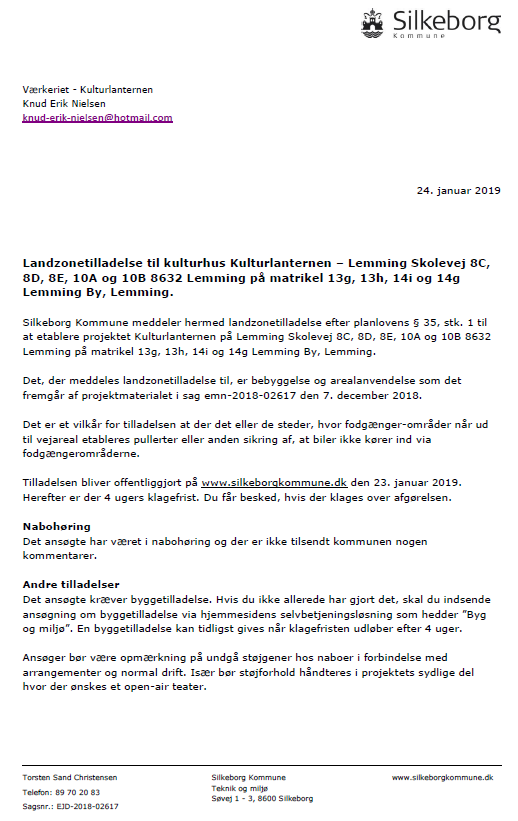 Silkeborg
Kommune
Værkeriet - Kulturlanternen
Knud Erik Nielsen
knud-erik-nielsen@hotmail.com
24. januar 2019
Landzonetilladelse til kulturhus Kulturlanternen – Lemming Skolevej 8C,
8D, 8E, 10A og 10B 8632 Lemming på matrikel 13g, 13h, 14i og 14g
Lemming By, Lemming.
Silkeborg Kommune meddeler hermed landzonetilladelse efter planlovens § 35, stk. 1 til
at etablere projektet Kulturlanternen på Lemming Skolevej 8C, 8D, 8E, 10A og 10B 8632
Lemming på matrikel 13g, 13h, 14i og 14g Lemming By, Lemming.
Det, der meddeles landzonetilladelse til, er bebyggelse og arealanvendelse som det
fremgår af projektmaterialet i sag emn-2018-02617 den 7. december 2018.
Det er et vilkår for tilladelsen at der det eller de steder, hvor fodgænger-områder når ud
til vejareal etableres pullerter eller anden sikring af, at biler ikke kører ind via
fodgængerområderne.
Tilladelsen bliver offentliggjort på www.silkeborgkommune.dk den 23. januar 2019.
Herefter er der 4 ugers klagefrist. Du får besked, hvis der klages over afgørelsen.
Nabohøring
Det ansøgte har været i nabohøring og der er ikke tilsendt kommunen nogen
kommentarer.
Andre tilladelser
Det ansøgte kræver byggetilladelse. Hvis du ikke allerede har gjort det, skal du indsende
ansøgning om byggetilladelse via hjemmesidens selvbetjeningsløsning som hedder ”Byg
og miljø”. En byggetilladelse kan tidligst gives når klagefristen udløber efter 4 uger.
Ansøger bør være opmærkning på undgå støjgener hos naboer i forbindelse med
arrangementer og normal drift. Især bør støjforhold håndteres i projektets sydlige del
hvor der ønskes et open-air teater.
Torsten Sand Christensen
Telefon: 89 70 20 83
Sagsnr.: EJD-2018-02617
Silkeborg Kommune
Teknik og miljø
Søvej 1 - 3, 8600 Silkeborg
www.silkeborgkommune.dk